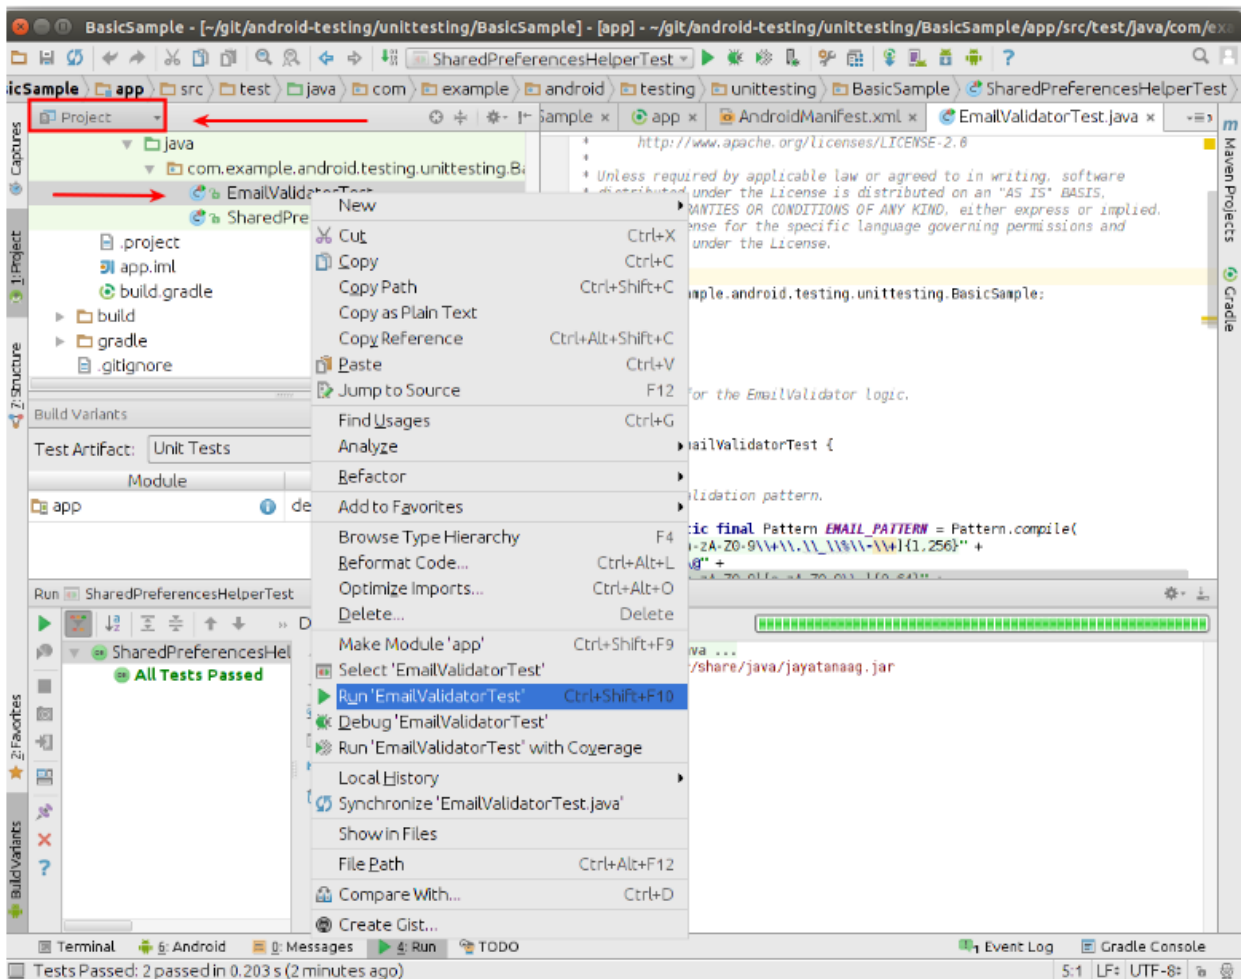 BasicSample - [~/git/android-testing/unittesting/BasicSample] - [app] - ~/git/android-testing/unittesting/BasicSample/app/src/test/java/com/exa
SharedPreferencesHelperTest
icSample app src test java com example android testing unittesting BasicSample SharedPreferencesHelperTest
Project
Sample app AndroidManifest.xml EmailValidatorTest.java
java
com.example.android.testing.unittesting.Ba
EmailValidatorTest
SharedPre
.project
app.iml
build.gradle
build
gradle
.gitignore
Build Variants
Test Artifact: Unit Tests
Module
app de
Captures
1: Project
7: Structure
2: Favorites
Build Variants
* http://www.apache.org/licenses/LICENSE-2.0
*
* Unless required by applicable law or agreed to in writing, software
* distributed under the License is distributed on an "AS IS" BASIS,
RANTIES OR CONDITIONS OF ANY KIND, either express or implied.
ense for the specific language governing permissions and
under the License.
mple.android.testing.unittesting.BasicSample;
or the EmailValidator logic.
ailValidatorTest {
lidation pattern.
ic final Pattern EMAIL_PATTERN = Pattern.compile(
-zA-Z0-9\\+\\.\\_\\%\\-\\+]{1,256}" +
\@" +
Maven Projects
Gradle
New
Cut Ctrl+X
Copy Ctrl+C
Copy Path Ctrl+Shift+C
Copy as Plain Text
Copy Reference Ctrl+Alt+Shift+C
Paste Ctrl+V
Jump to Source F12
Find Usages Ctrl+G
Analyze
Refactor
Add to Favorites
Browse Type Hierarchy F4
Reformat Code... Ctrl+Alt+L
Optimize Imports... Ctrl+Alt+O
Delete... Delete
Make Module 'app' Ctrl+Shift+F9
Select 'EmailValidatorTest'
Run 'EmailValidatorTest' Ctrl+Shift+F10
Debug 'EmailValidatorTest'
Run 'EmailValidatorTest' with Coverage
Local History
Synchronize 'EmailValidatorTest.java'
Show in Files
File Path Ctrl+Alt+F12
Compare With... Ctrl+D
Create Gist...
Run SharedPreferencesHelperTest
D
SharedPreferencesHel
All Tests Passed
va ...
/share/java/jayatanaag.jar
Terminal 6: Android 0: Messages 4: Run TODO Event Log Gradle Console
Tests Passed: 2 passed in 0.203 s (2 minutes ago) 5:1 LF UTF-8